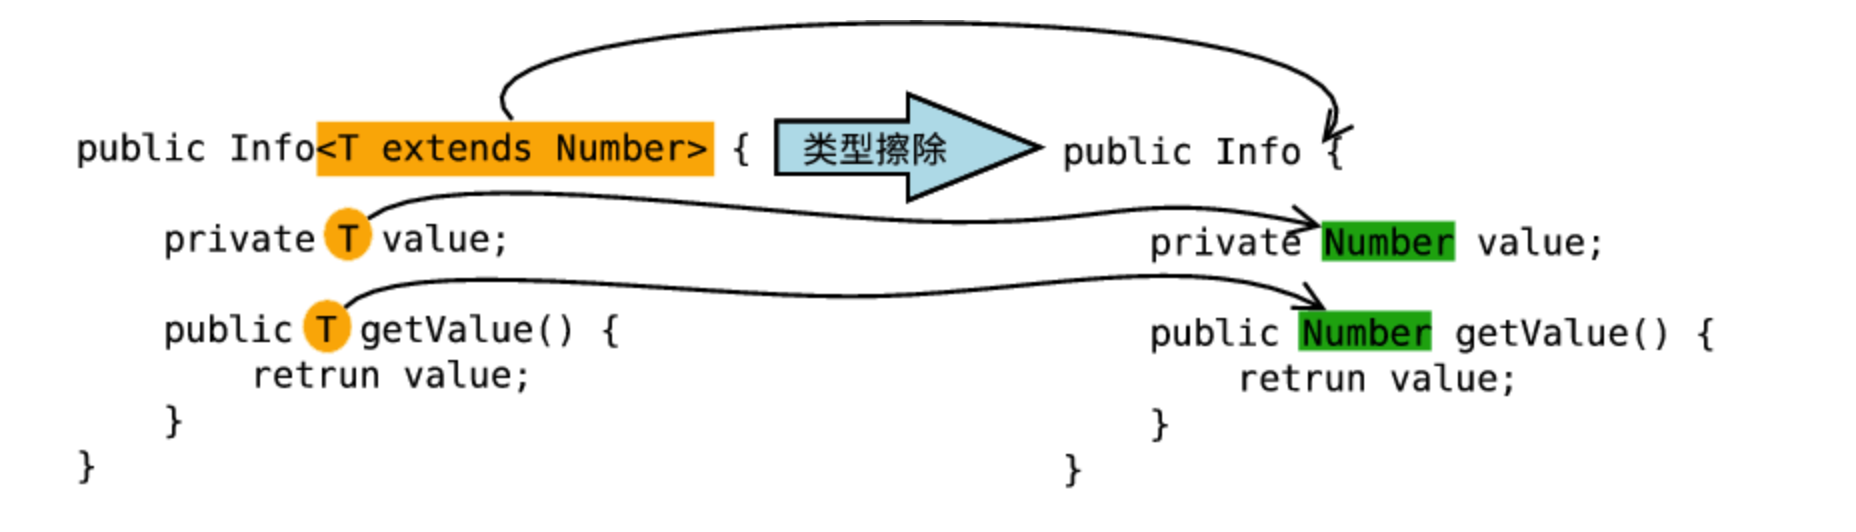 public Info<T extends Number> {
    private T value;
    public T getValue() {
        retrun value;
    }
}
类型擦除
public Info {
    private Number value;
    public Number getValue() {
        retrun value;
    }
}